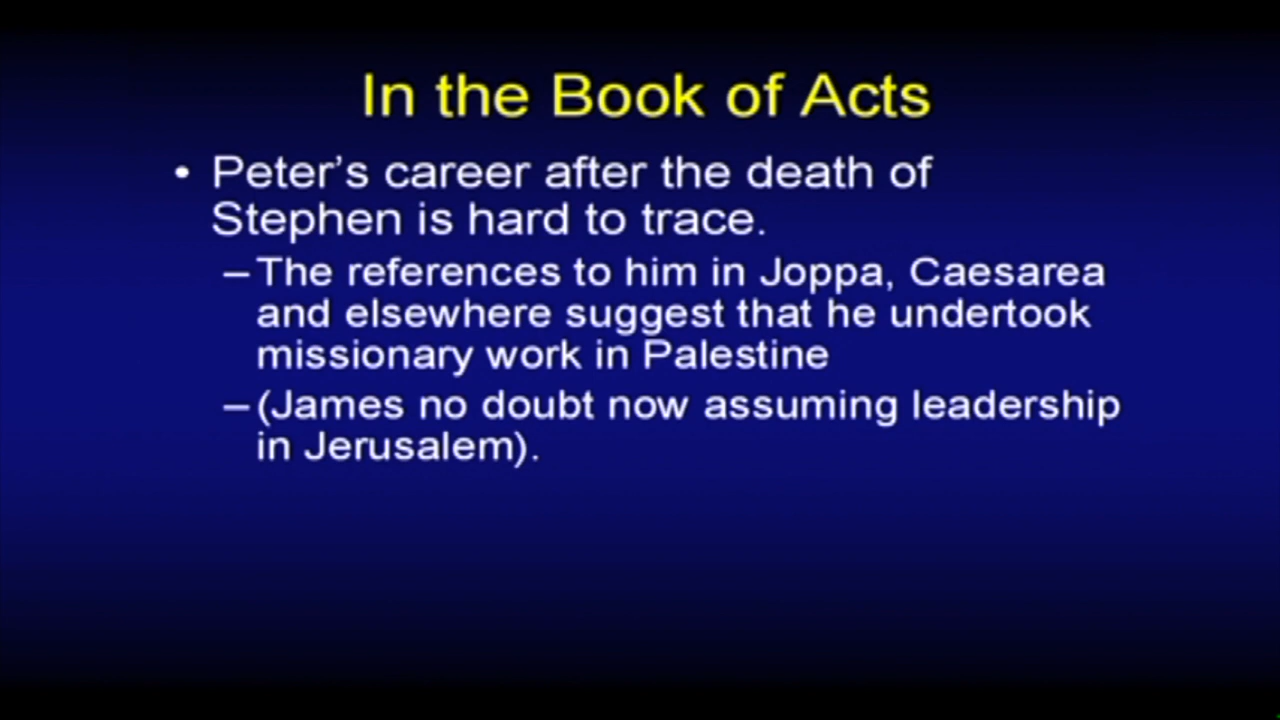 In the Book of Acts
• Peter’s career after the death of
Stephen is hard to trace.
–The references to him in Joppa, Caesarea
and elsewhere suggest that he undertook
missionary work in Palestine
–(James no doubt now assuming leadership
in Jerusalem).